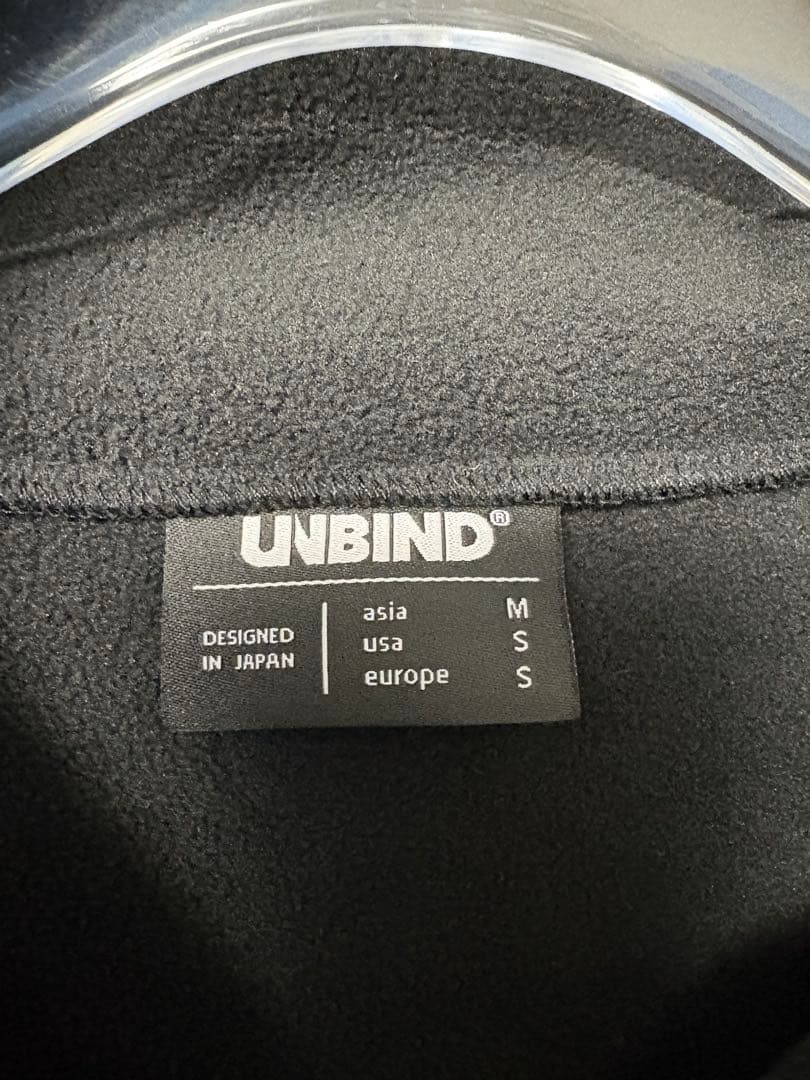 UNBIND®
DESIGNED
IN JAPAN
asia M
usa S
europe S